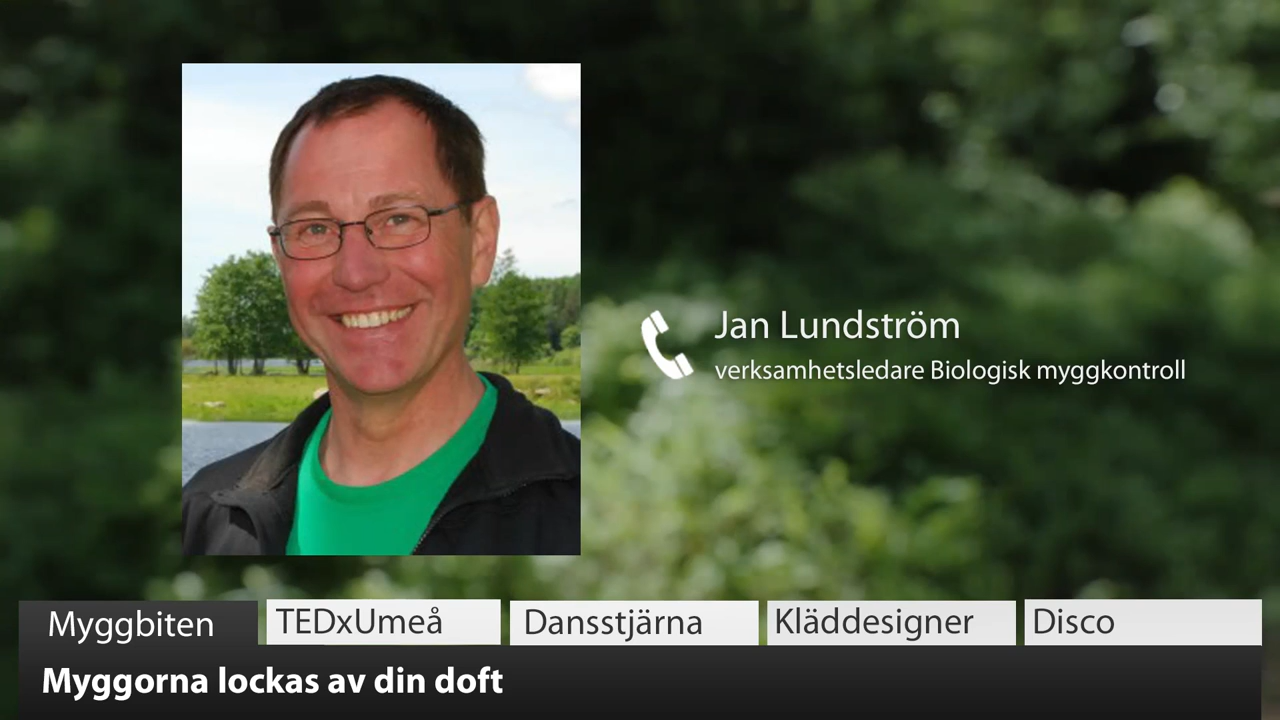 Jan Lundström
verksamhetsledare Biologisk myggkontroll
Myggbiten
TEDxUmeå
Dansstjärna
Kläddesigner
Disco
Myggorna lockas av din doft